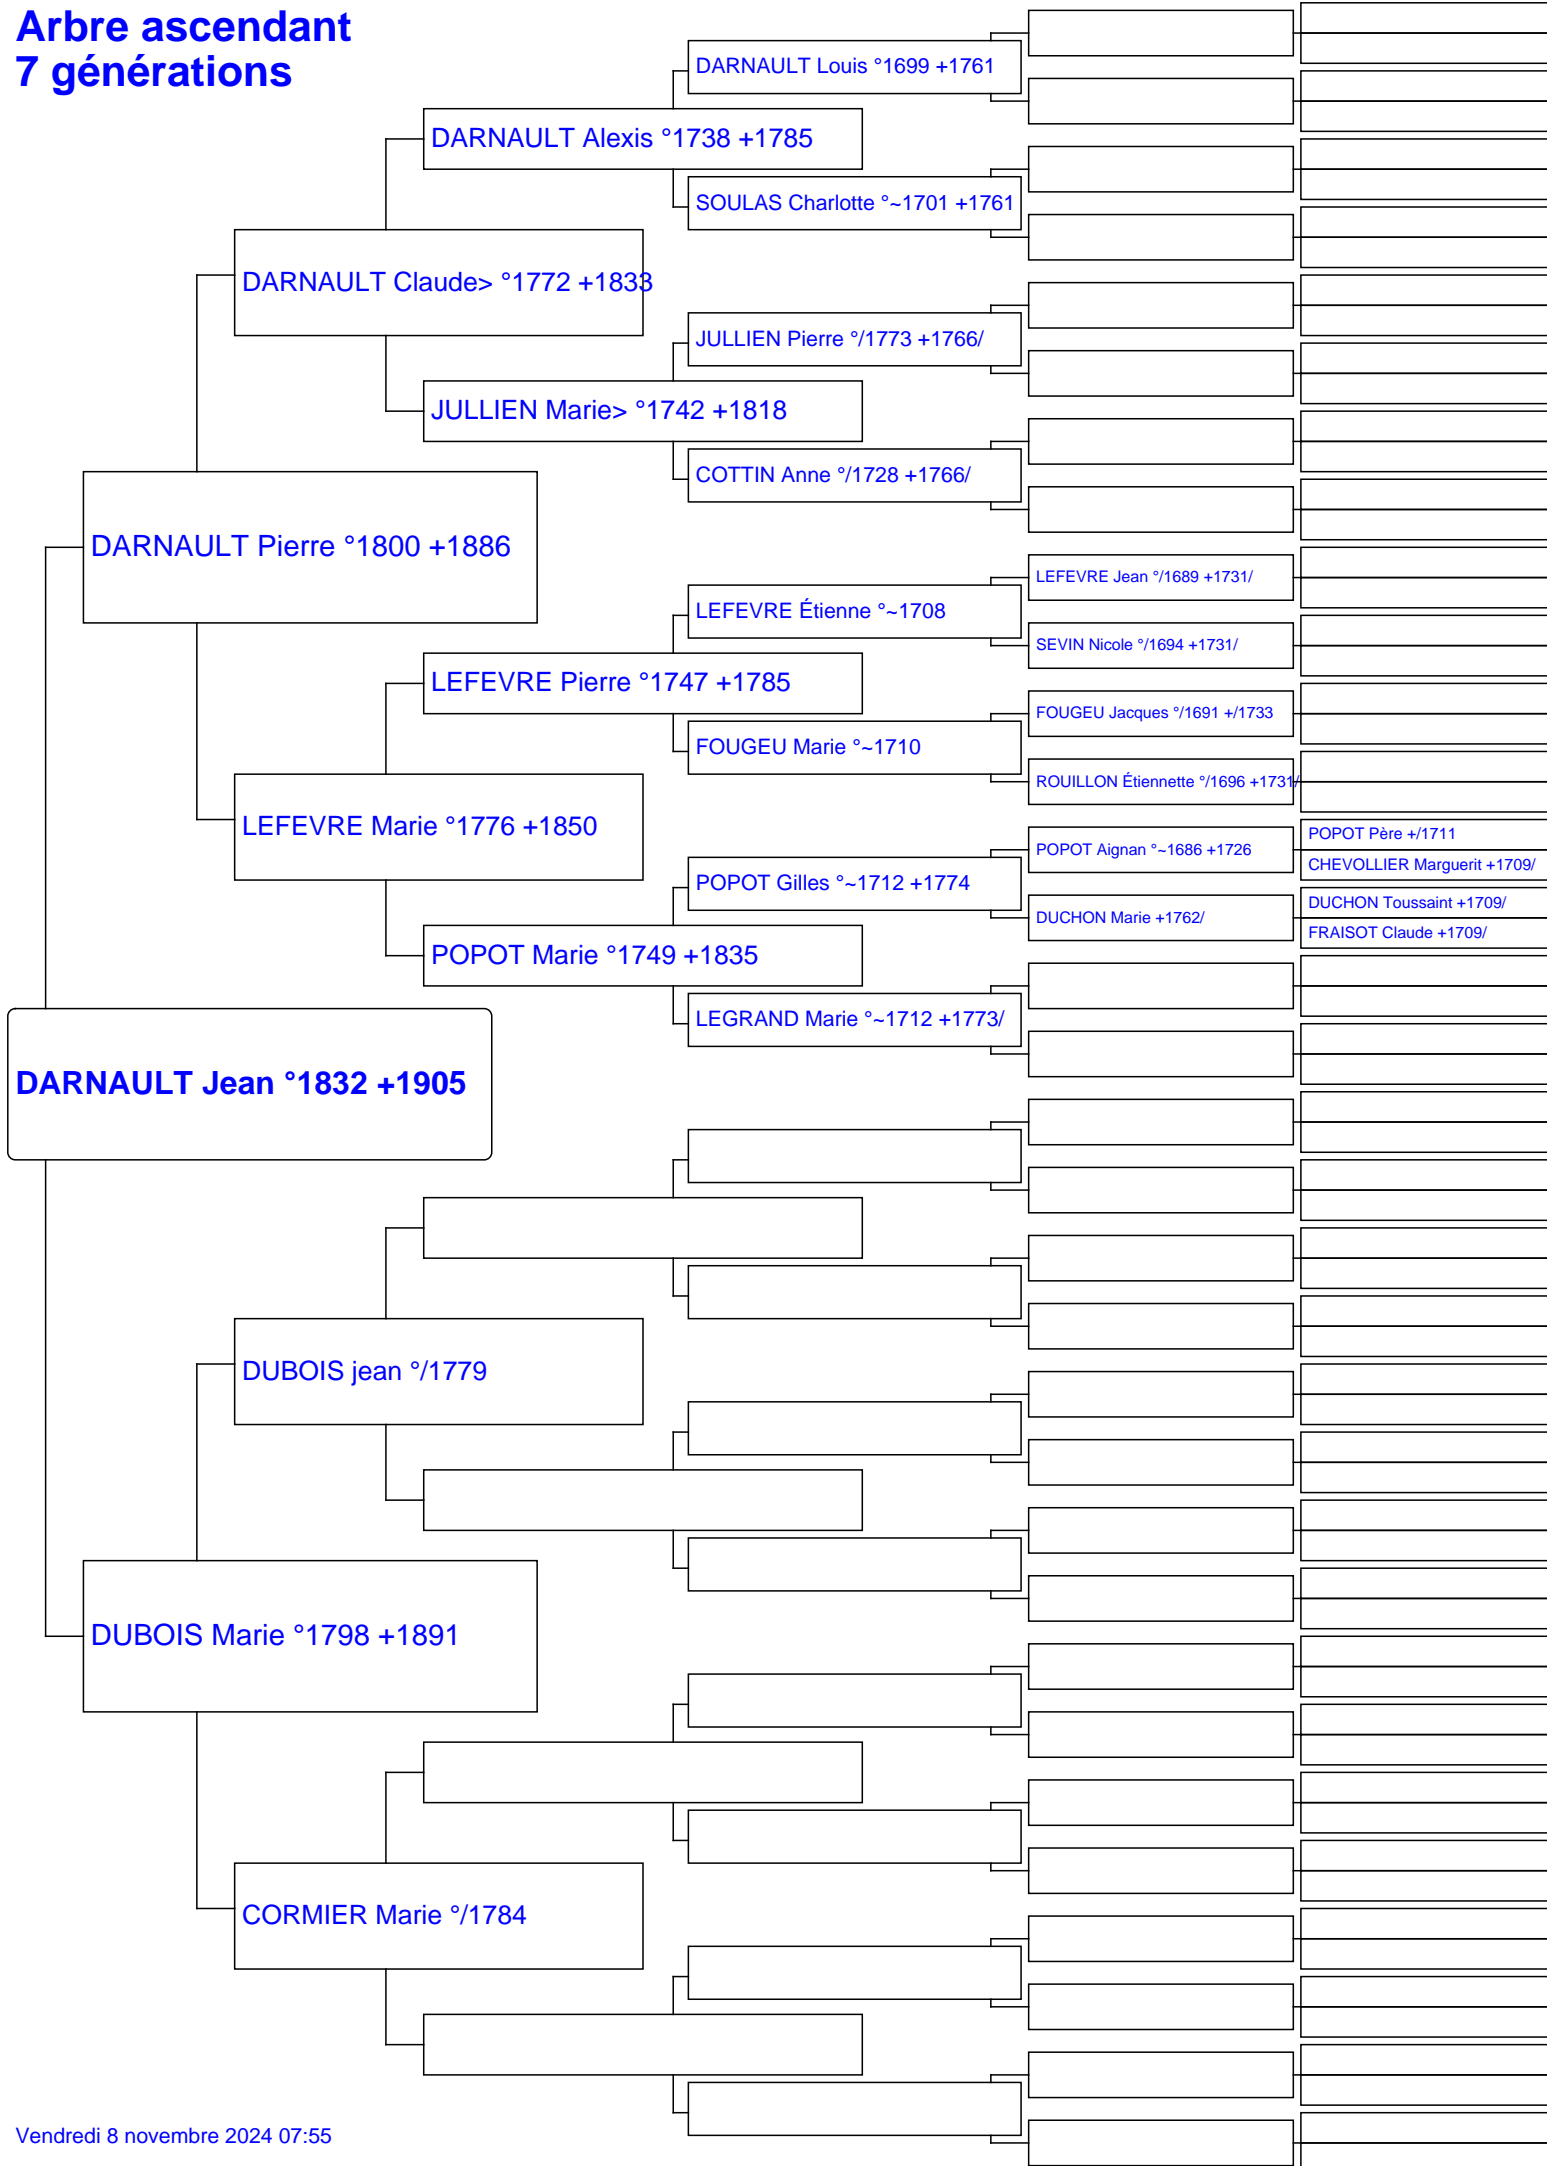 Arbre ascendant
7 générations
DARNAULT Louis °1699 +1761
DARNAULT Alexis °1738 +1785
SOULAS Charlotte °~1701 +1761
DARNAULT Claude> °1772 +1833
JULLIEN Pierre °/1773 +1766/
JULLIEN Marie> °1742 +1818
COTTIN Anne °/1728 +1766/
DARNAULT Pierre °1800 +1886
LEFEVRE Jean °/1689 +1731/
LEFEVRE Étienne °~1708
SEVIN Nicole °/1694 +1731/
LEFEVRE Pierre °1747 +1785
FOUGEU Jacques °/1691 +/1733
FOUGEU Marie °~1710
ROUILLON Étiennette °/1696 +1731/
LEFEVRE Marie °1776 +1850
POPOT Père +/1711
POPOT Aignan °~1686 +1726
CHEVOLLIER Marguerit +1709/
POPOT Gilles °~1712 +1774
DUCHON Toussaint +1709/
DUCHON Marie +1762/
FRAISOT Claude +1709/
POPOT Marie °1749 +1835
LEGRAND Marie °~1712 +1773/
DARNAULT Jean °1832 +1905
DUBOIS jean °/1779
DUBOIS Marie °1798 +1891
CORMIER Marie °/1784
Vendredi 8 novembre 2024 07:55